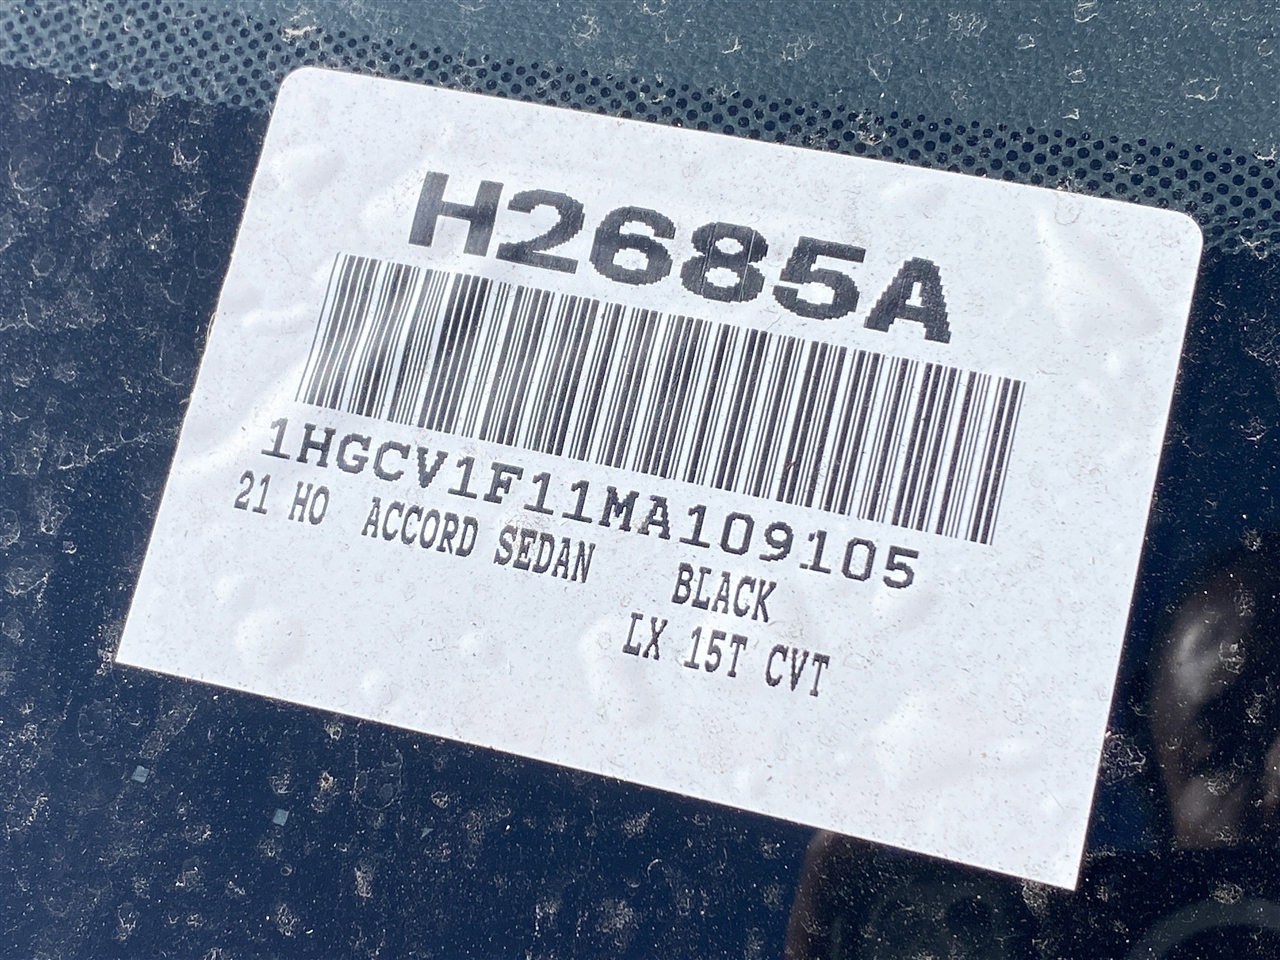 H2685A
1HGCV1F11MA109105
21 HO ACCORD SEDAN BLACK
LX 15T CVT